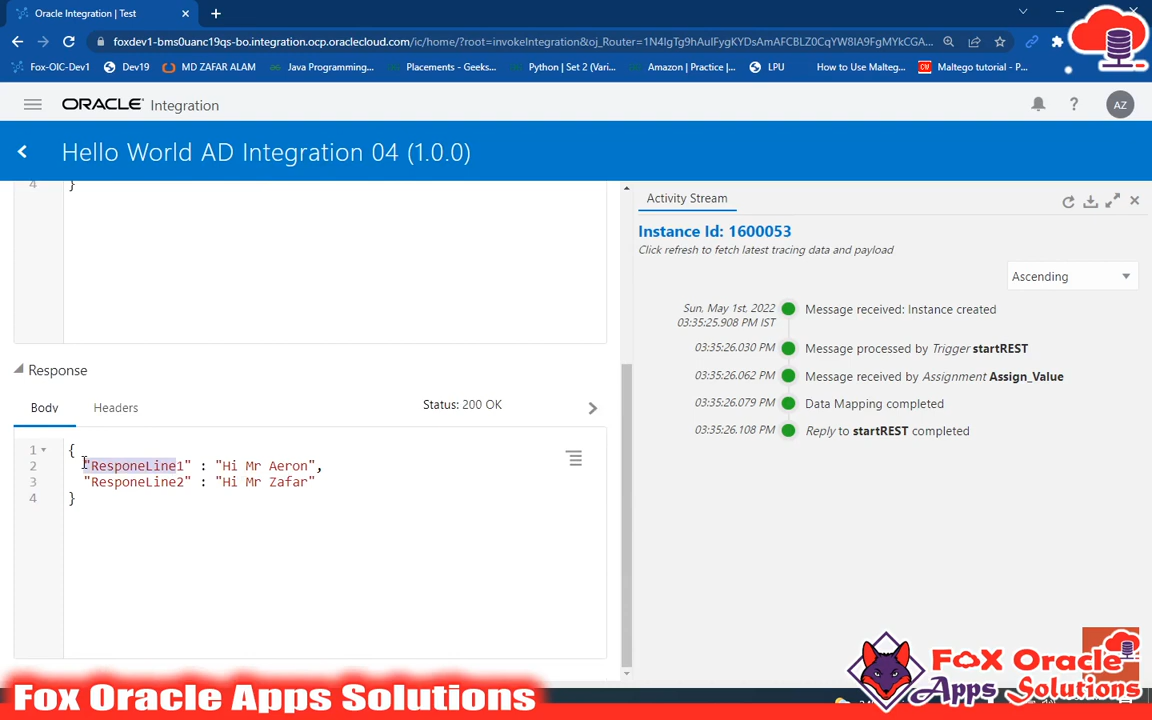 Oracle Integration | Test
foxdev1-bms0uanc19qs-bo.integration.ocp.oraclecloud.com/ic/home/?root=invokeIntegration&oj_Router=
Fox-OIC-Dev1 Dev19 MD ZAFAR ALAM Java Programming... Placements - Geeks... Python | Set 2 (Vari... Amazon | Practice |... LPU How to Use Malteg... Maltego tutorial - P...
ORACLE Integration
AZ
Hello World AD Integration 04 (1.0.0)
4 }
Activity Stream
Instance Id: 1600053
Click refresh to fetch latest tracing data and payload
Ascending
Sun, May 1st, 2022
03:35:25.908 PM IST
Message received: Instance created
03:35:26.030 PM Message processed by Trigger startREST
03:35:26.062 PM Message received by Assignment Assign_Value
03:35:26.079 PM Data Mapping completed
03:35:26.108 PM Reply to startREST completed
Response
Body Headers Status: 200 OK
1 {
2 "ResponeLine1" : "Hi Mr Aeron",
3 "ResponeLine2" : "Hi Mr Zafar"
4 }
Fox Oracle Apps Solutions
FOX Oracle
Apps Solutions